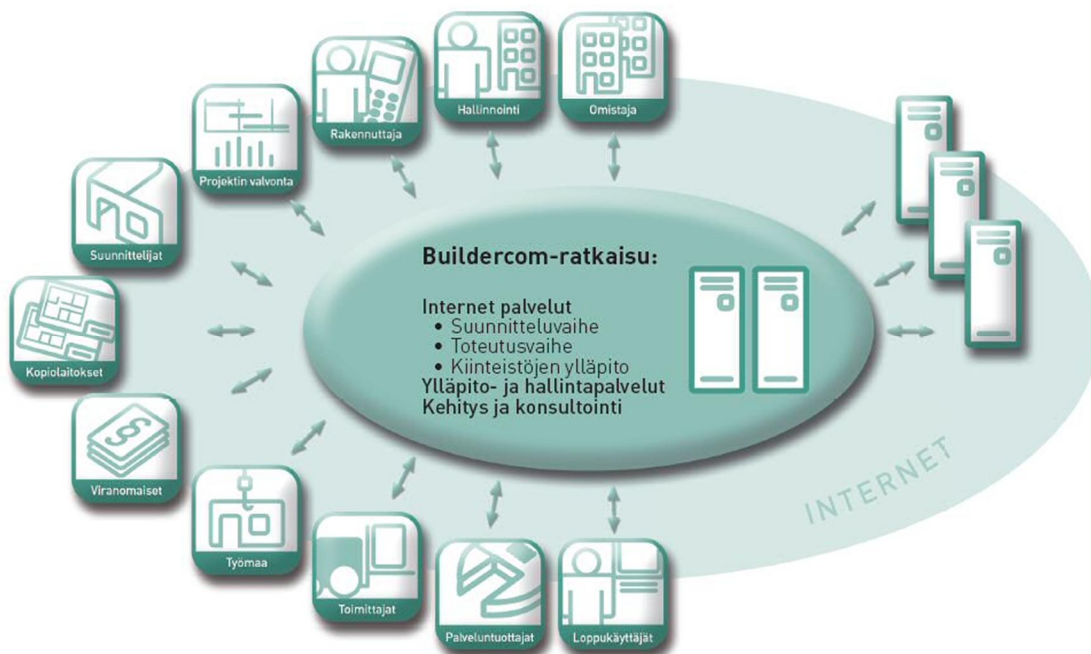 Hallinnointi
Omistaja
Rakennuttaja
Projektin valvonta
Suunnittelijat
Kopiolaitokset
Viranomaiset
Työmaa
Toimittajat
Palveluntuottajat
Loppukäyttäjät
Buildercom-ratkaisu:
Internet palvelut
• Suunnitteluvaihe
• Toteutusvaihe
• Kiinteistöjen ylläpito
Ylläpito- ja hallintapalvelut
Kehitys ja konsultointi
INTERNET
§